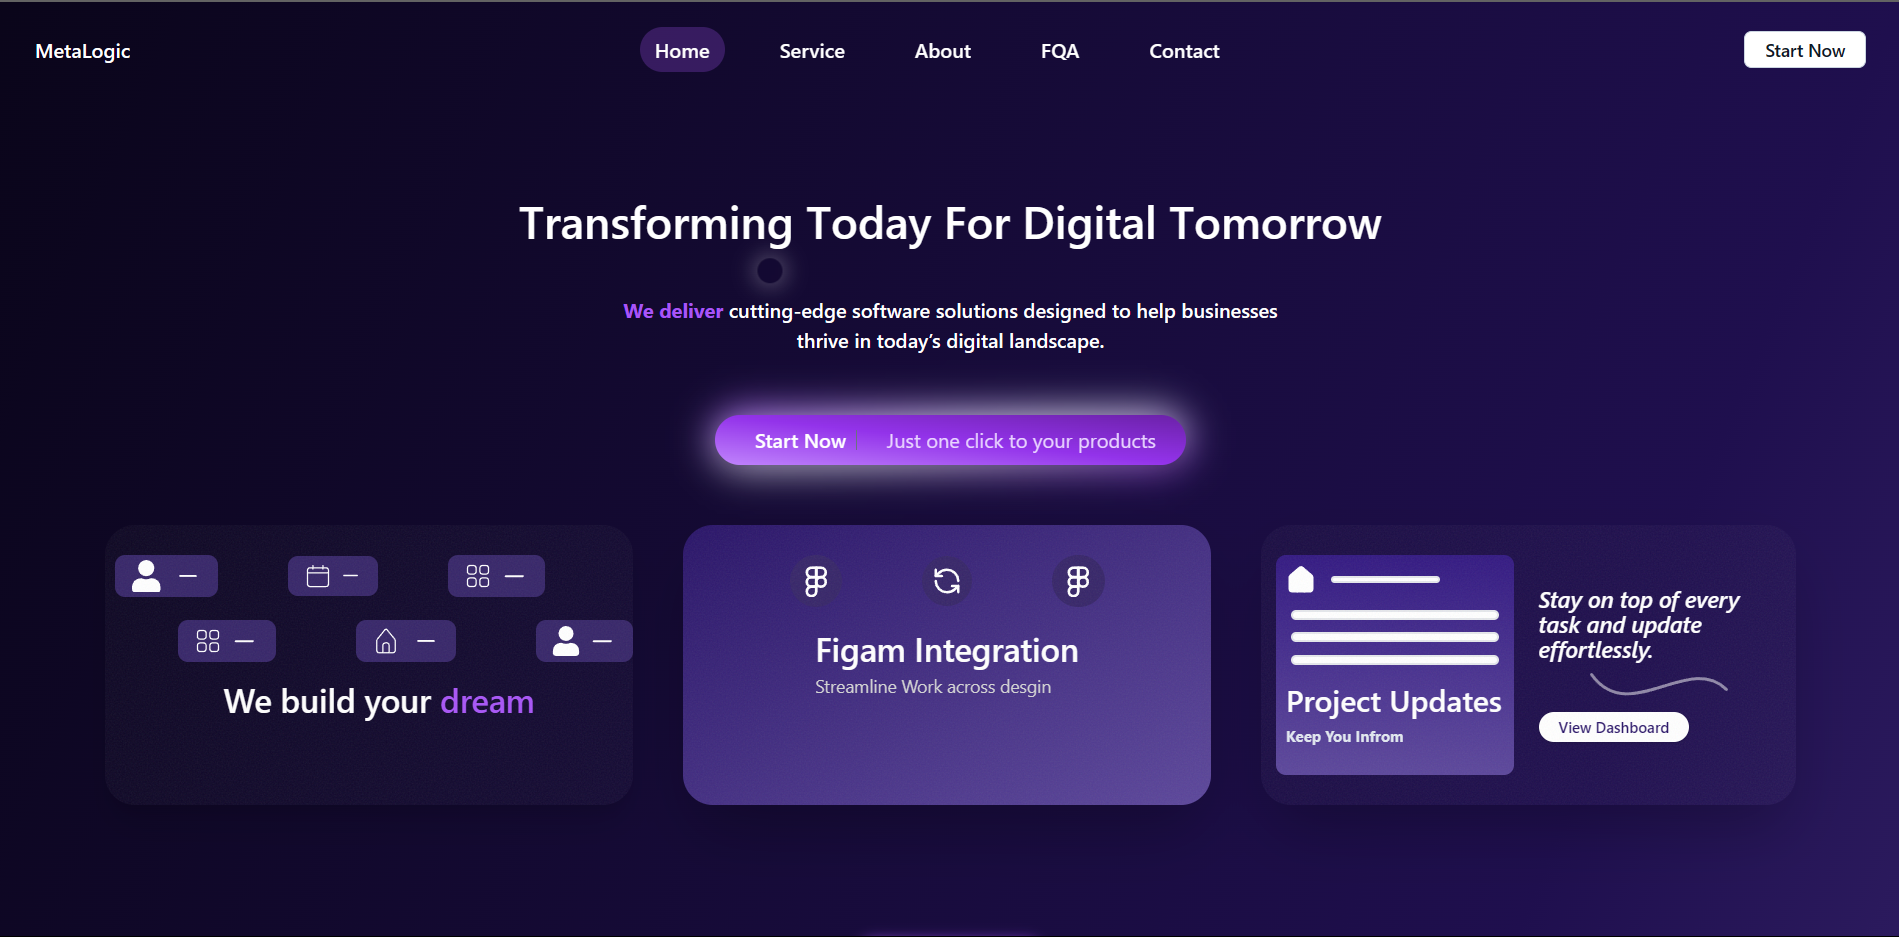 MetaLogic
Home
Service
About
FQA
Contact
Start Now
Transforming Today For Digital Tomorrow
We deliver cutting-edge software solutions designed to help businesses
thrive in today’s digital landscape.
Start Now
Just one click to your products
We build your dream
Figam Integration
Streamline Work across desgin
Project Updates
Keep You Infrom
Stay on top of every
task and update
effortlessly.
View Dashboard